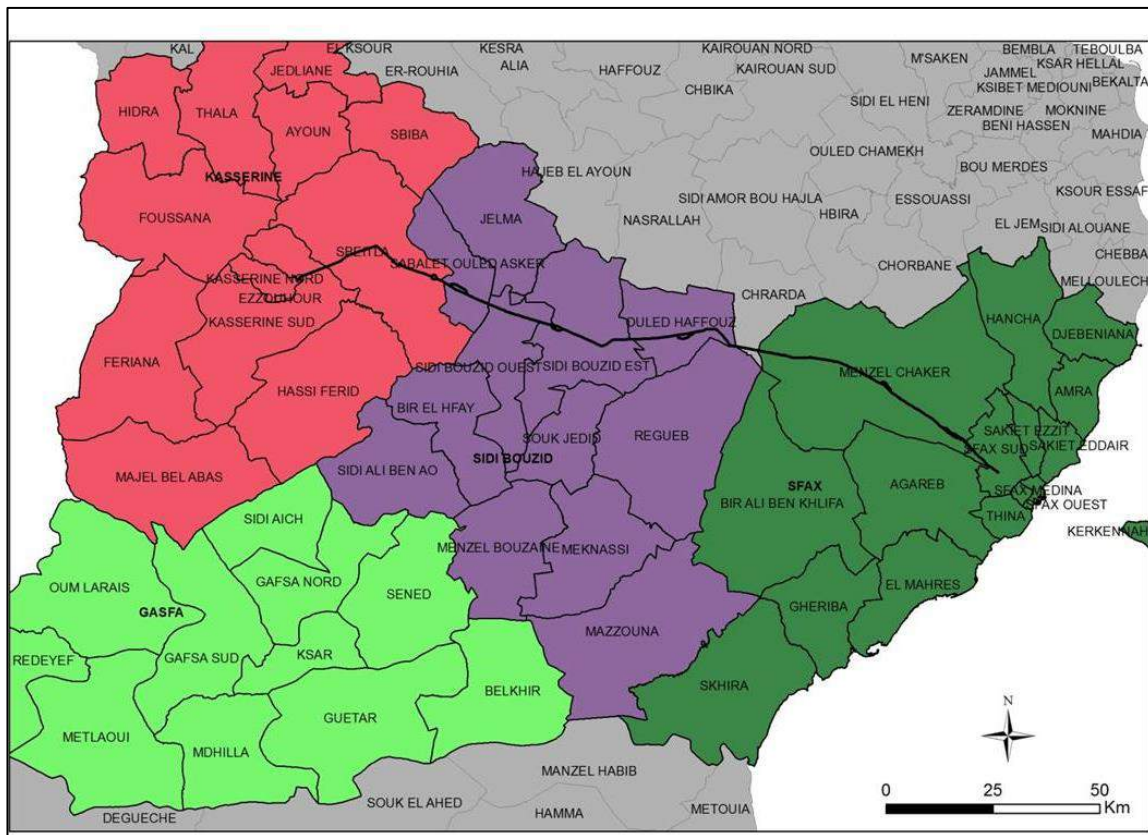 KAL
EL KSOUR
KESRA
KAIROUAN NORD
BEMBLA
TEBOULBA
ER-ROUHIA
ALIA
HAFFOUZ
KAIROUAN SUD
M'SAKEN
KSAR HELLAL
JEDLIANE
JAMMEL
BEKALTA
CHBIKA
KSIBET MEDIOUNI
HIDRA
THALA
SIDI EL HENI
ZERAMDINE
MOKNINE
AYOUN
SBIBA
BENI HASSEN
MAHDIA
OULED CHAMEKH
KASSERINE
HAJEB EL AYOUN
BOU MERDES
KSOUR ESSAF
FOUSSANA
JELMA
NASRALLAH
SIDI AMOR BOU HAJLA
ESSOUASSI
HBIRA
EL JEM
SIDI ALOUANE
SBEITLA
SABALET OULED ASKER
CHEBBA
KASSERINE NORD
CHORBANE
MELLOULECH
EZZOUHOUR
CHRARDA
KASSERINE SUD
OULED HAFFOUZ
HANCHA
DJEBENIANA
FERIANA
SIDI BOUZID OUEST
SIDI BOUZID EST
MENZEL CHAKER
HASSI FERID
AMRA
BIR EL HFAY
SOUK JEDID
REGUEB
SAKIET EZZIT
SAKIET EDDAIR
SFAX SUD
MAJEL BEL ABAS
SIDI ALI BEN AO
SIDI BOUZID
SFAX
AGAREB
SFAX MEDINA
BIR ALI BEN KHLIFA
SFAX OUEST
SIDI AICH
THINA
KERKENNAH
MENZEL BOUZAINE
MEKNASSI
OUM LARAIS
GAFSA NORD
SENED
EL MAHRES
GASFA
GHERIBA
MAZZOUNA
REDEYEF
GAFSA SUD
KSAR
SKHIRA
BELKHIR
GUETAR
METLAOUI
MDHILLA
N
MANZEL HABIB
SOUK EL AHED
METOUIA
DEGUECHE
HAMMA
0 25 50
Km